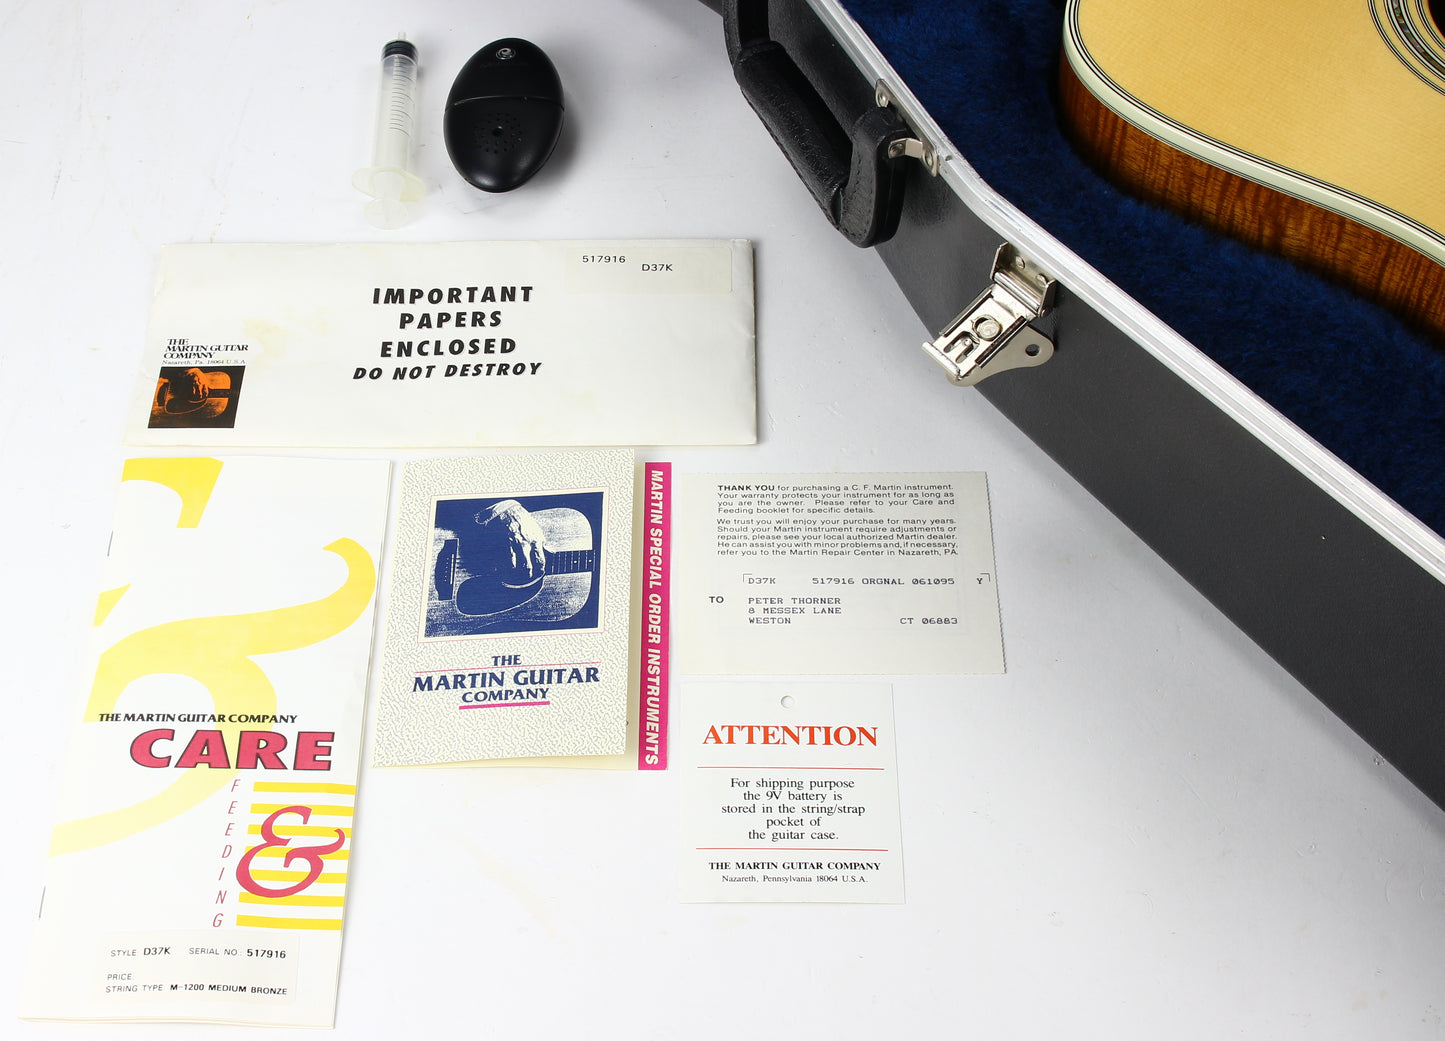 517916
D37K
IMPORTANT
PAPERS
ENCLOSED
DO NOT DESTROY
THE
MARTIN GUITAR
COMPANY
Nazareth, Pa. 18064 U.S.A.
THE MARTIN GUITAR COMPANY
CARE
FEEDING
&
STYLE D37K SERIAL NO.: 517916
PRICE
STRING TYPE M-1200 MEDIUM BRONZE
THE
MARTIN GUITAR
COMPANY
MARTIN SPECIAL ORDER INSTRUMENTS
THANK YOU for purchasing a C. F. Martin instrument.
Your warranty protects your instrument for as long as
you are the owner. Please refer to your Care and
Feeding booklet for specific details.
We trust you will enjoy your purchase for many years.
Should your Martin instrument require adjustments or
repairs, please see your local authorized Martin dealer.
He can assist you with minor problems and, if necessary,
refer you to the Martin Repair Center in Nazareth, PA.
D37K 517916 ORGNAL 061095 Y
TO PETER THORNER
8 MESSEX LANE
WESTON CT 06883
ATTENTION
For shipping purpose
the 9V battery is
stored in the string/strap
pocket of
the guitar case.
THE MARTIN GUITAR COMPANY
Nazareth, Pennsylvania 18064 U.S.A.